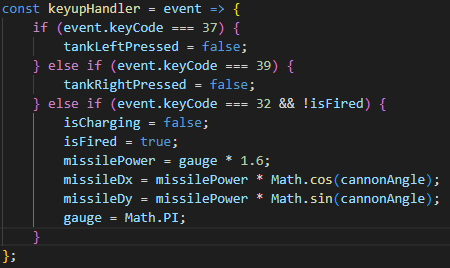 const keyupHandler = event => {
    if (event.keyCode === 37) {
        tankLeftPressed = false;
    } else if (event.keyCode === 39) {
        tankRightPressed = false;
    } else if (event.keyCode === 32 && !isFired) {
        isCharging = false;
        isFired = true;
        missilePower = gauge * 1.6;
        missileDx = missilePower * Math.cos(cannonAngle);
        missileDy = missilePower * Math.sin(cannonAngle);
        gauge = Math.PI;
    }
};